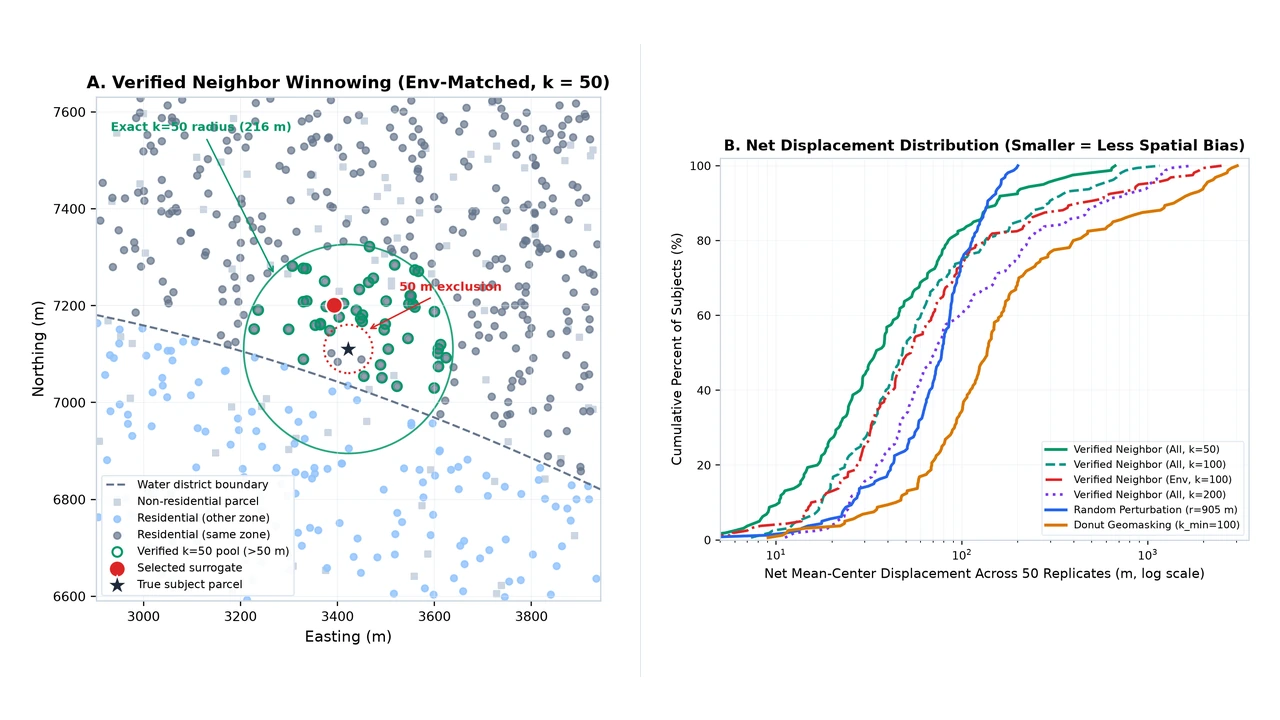 A. Verified Neighbor Winnowing (Env-Matched, k = 50)
Exact k=50 radius (216 m)
50 m exclusion
7600
7400
7200
7000
6800
6600
Northing (m)
3000
3200
3400
3600
3800
Easting (m)
Water district boundary
Non-residential parcel
Residential (other zone)
Residential (same zone)
Verified k=50 pool (>50 m)
Selected surrogate
True subject parcel
B. Net Displacement Distribution (Smaller = Less Spatial Bias)
100
80
60
40
20
0
Cumulative Percent of Subjects (%)
10¹
10²
10³
Net Mean-Center Displacement Across 50 Replicates (m, log scale)
Verified Neighbor (All, k=50)
Verified Neighbor (All, k=100)
Verified Neighbor (Env, k=100)
Verified Neighbor (All, k=200)
Random Perturbation (r=905 m)
Donut Geomasking (k_min=100)